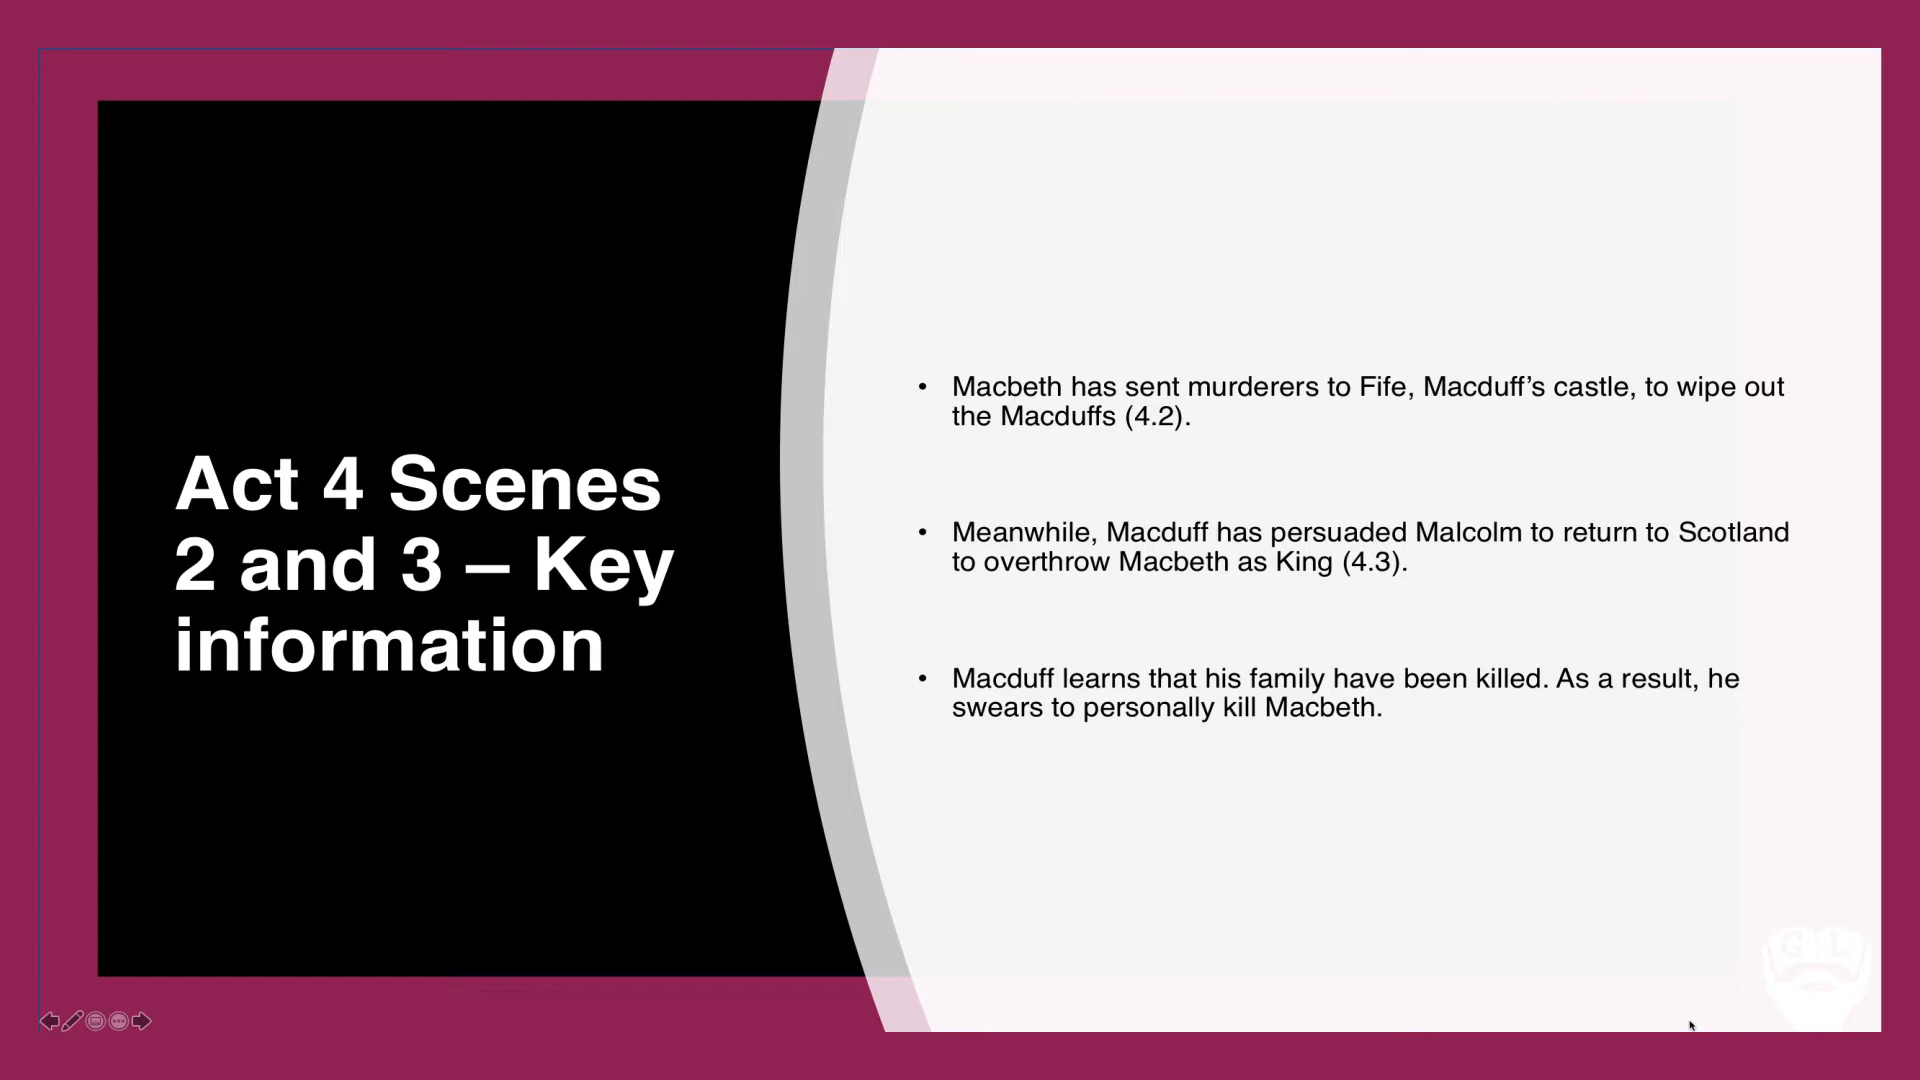 Act 4 Scenes
2 and 3 – Key
information
• Macbeth has sent murderers to Fife, Macduff’s castle, to wipe out
the Macduffs (4.2).
• Meanwhile, Macduff has persuaded Malcolm to return to Scotland
to overthrow Macbeth as King (4.3).
• Macduff learns that his family have been killed. As a result, he
swears to personally kill Macbeth.
G L